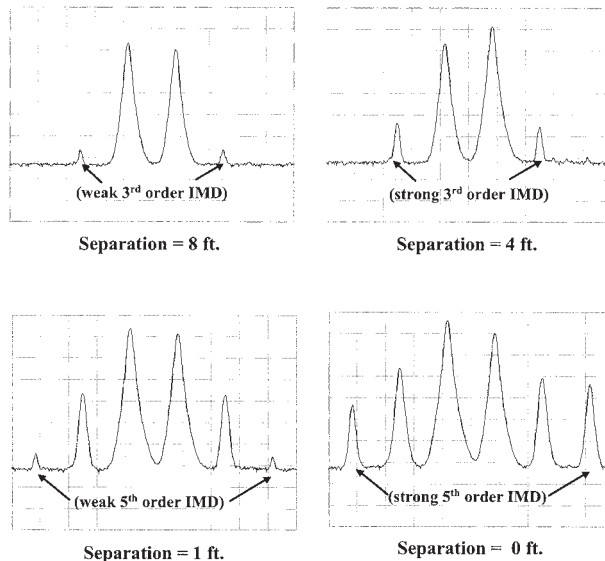 (weak 3rd order IMD)
(strong 3rd order IMD)
Separation = 8 ft.
Separation = 4 ft.
(weak 5th order IMD)
(strong 5th order IMD)
Separation = 1 ft.
Separation = 0 ft.